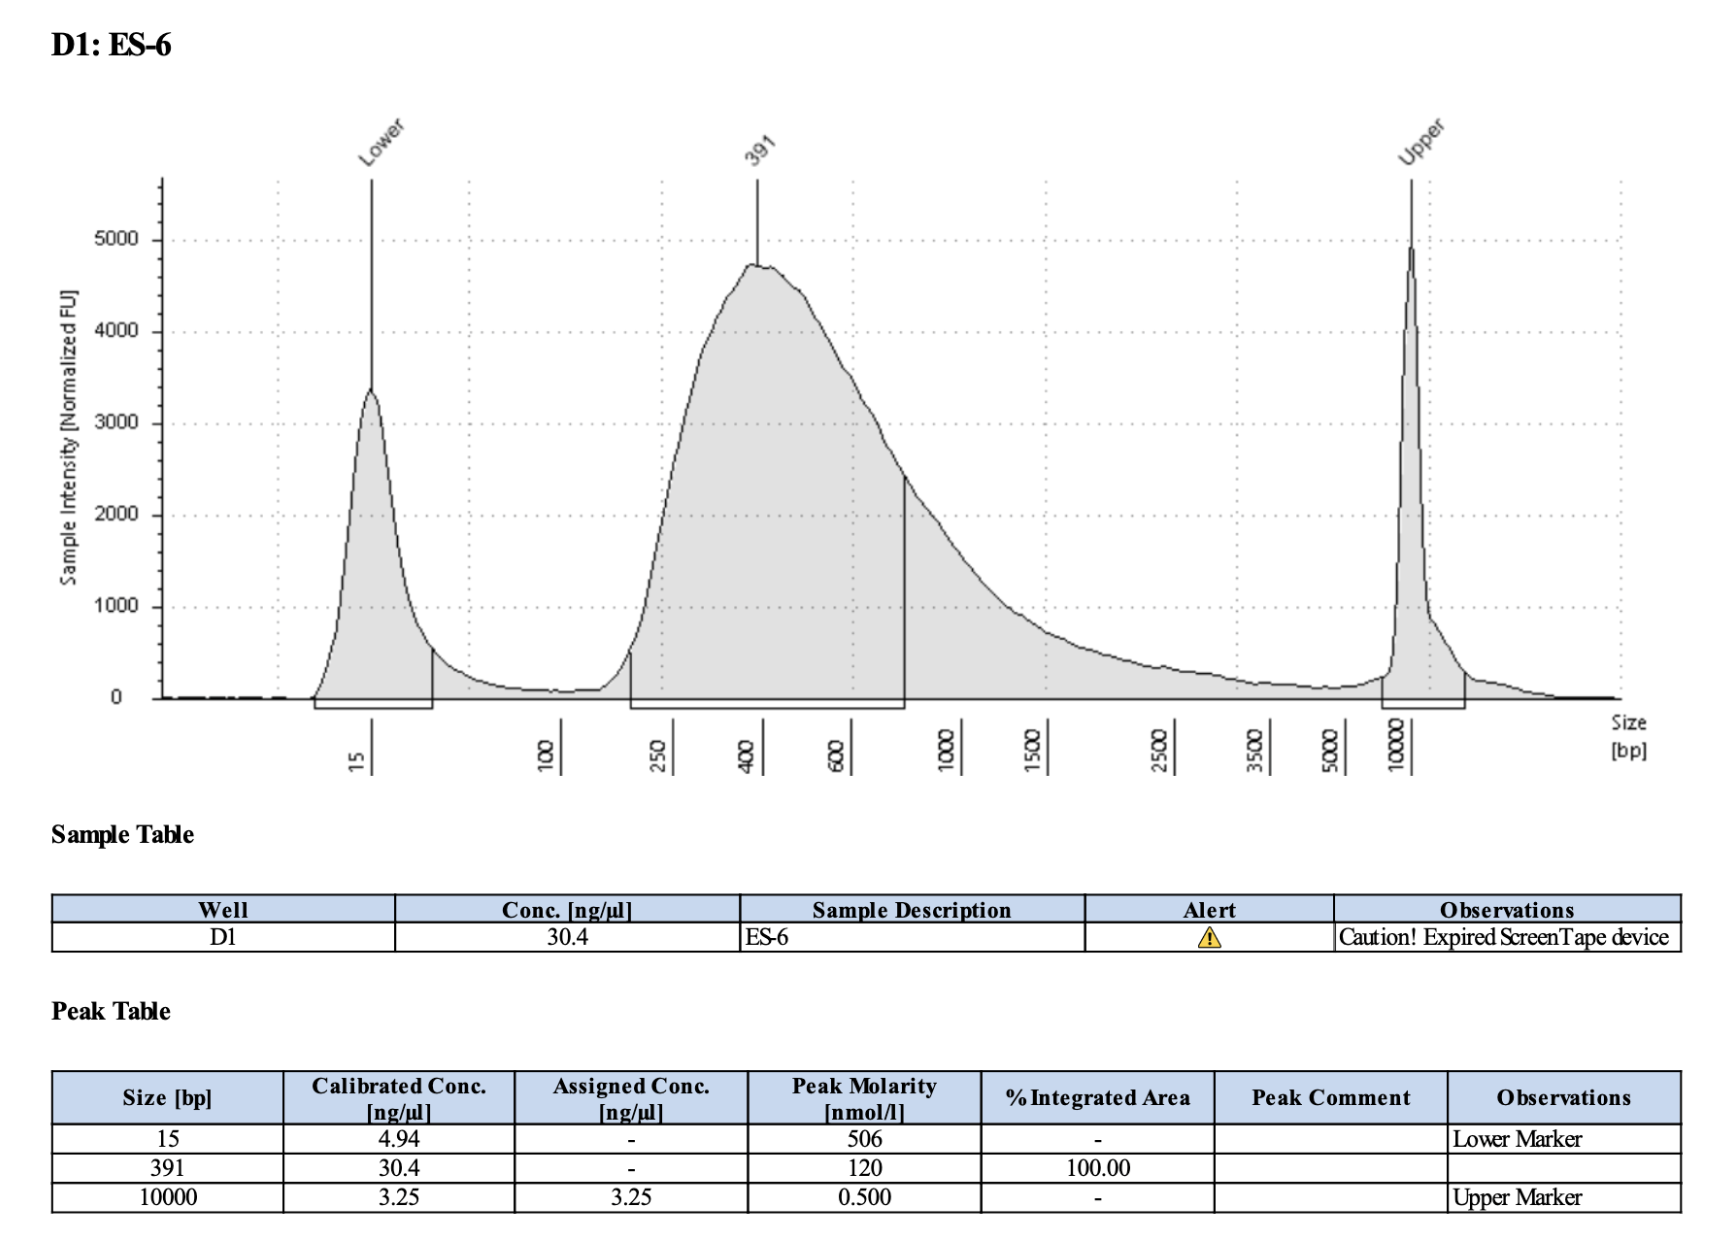 D1: ES-6
Lower
391
Upper
5000
4000
3000
2000
1000
0
Sample Intensity [Normalized FU]
15
100
250
400
600
1000
1500
2500
3500
5000
10000
Size
[bp]
Sample Table
Well Conc. [ng/µl] Sample Description Alert Observations
D1 30.4 ES-6 Caution! Expired ScreenTape device
Peak Table
Size [bp] Calibrated Conc. [ng/µl] Assigned Conc. [ng/µl] Peak Molarity [nmol/l] % Integrated Area Peak Comment Observations
15 4.94 - 506 - Lower Marker
391 30.4 - 120 100.00
10000 3.25 3.25 0.500 - Upper Marker